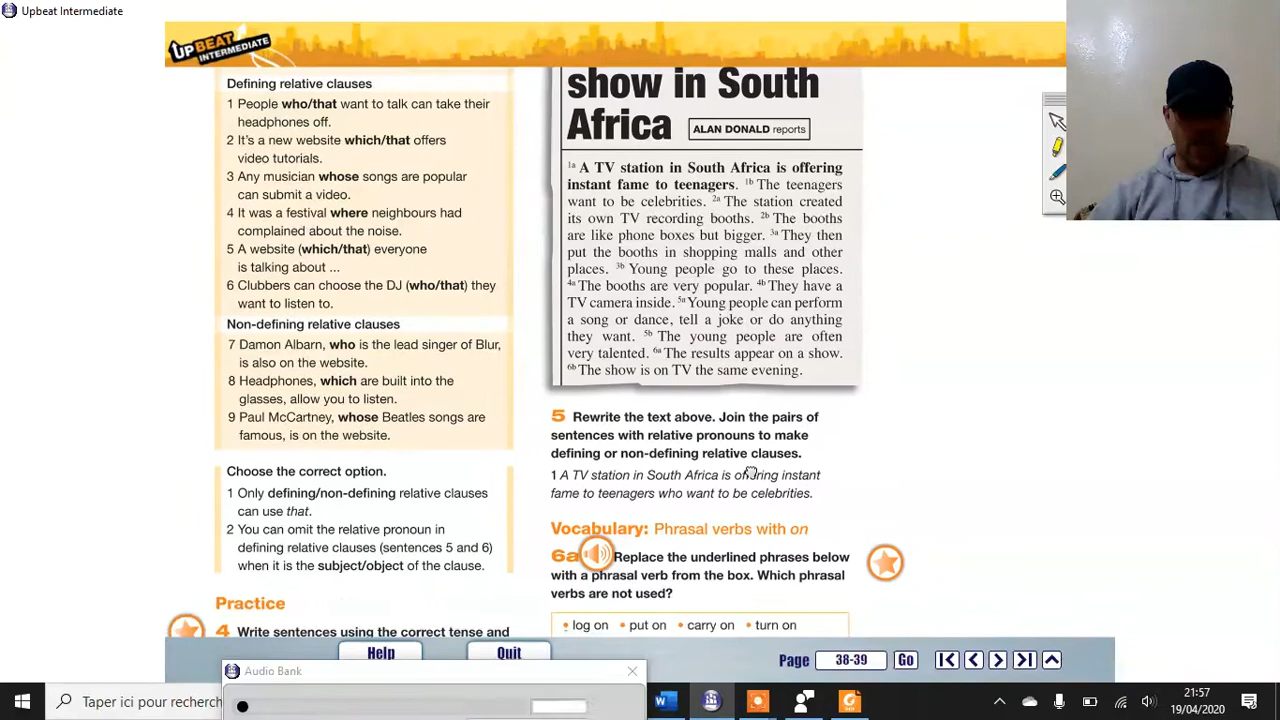 Upbeat Intermediate
UPBEAT
INTERMEDIATE
Defining relative clauses
1 People who/that want to talk can take their
headphones off.
2 It's a new website which/that offers
video tutorials.
3 Any musician whose songs are popular
can submit a video.
4 It was a festival where neighbours had
complained about the noise.
5 A website (which/that) everyone
is talking about ...
6 Clubbers can choose the DJ (who/that) they
want to listen to.
Non-defining relative clauses
7 Damon Albarn, who is the lead singer of Blur,
is also on the website.
8 Headphones, which are built into the
glasses, allow you to listen.
9 Paul McCartney, whose Beatles songs are
famous, is on the website.
Choose the correct option.
1 Only defining/non-defining relative clauses
can use that.
2 You can omit the relative pronoun in
defining relative clauses (sentences 5 and 6)
when it is the subject/object of the clause.
Practice
4 Write sentences using the correct tense and
show in South
Africa ALAN DONALD reports
1a A TV station in South Africa is offering
instant fame to teenagers. 1b The teenagers
want to be celebrities. 2a The station created
its own TV recording booths. 2b The booths
are like phone boxes but bigger. 3a They then
put the booths in shopping malls and other
places. 3b Young people go to these places.
4a The booths are very popular. 4b They have a
TV camera inside. 5a Young people can perform
a song or dance, tell a joke or do anything
they want. 5b The young people are often
very talented. 6a The results appear on a show.
6b The show is on TV the same evening.
5 Rewrite the text above. Join the pairs of
sentences with relative pronouns to make
defining or non-defining relative clauses.
1 A TV station in South Africa is offering instant
fame to teenagers who want to be celebrities.
Vocabulary: Phrasal verbs with on
6a Replace the underlined phrases below
with a phrasal verb from the box. Which phrasal
verbs are not used?
• log on • put on • carry on • turn on
Help Quit Page 38-39 Go
Audio Bank
Taper ici pour recherch
21:57
19/04/2020